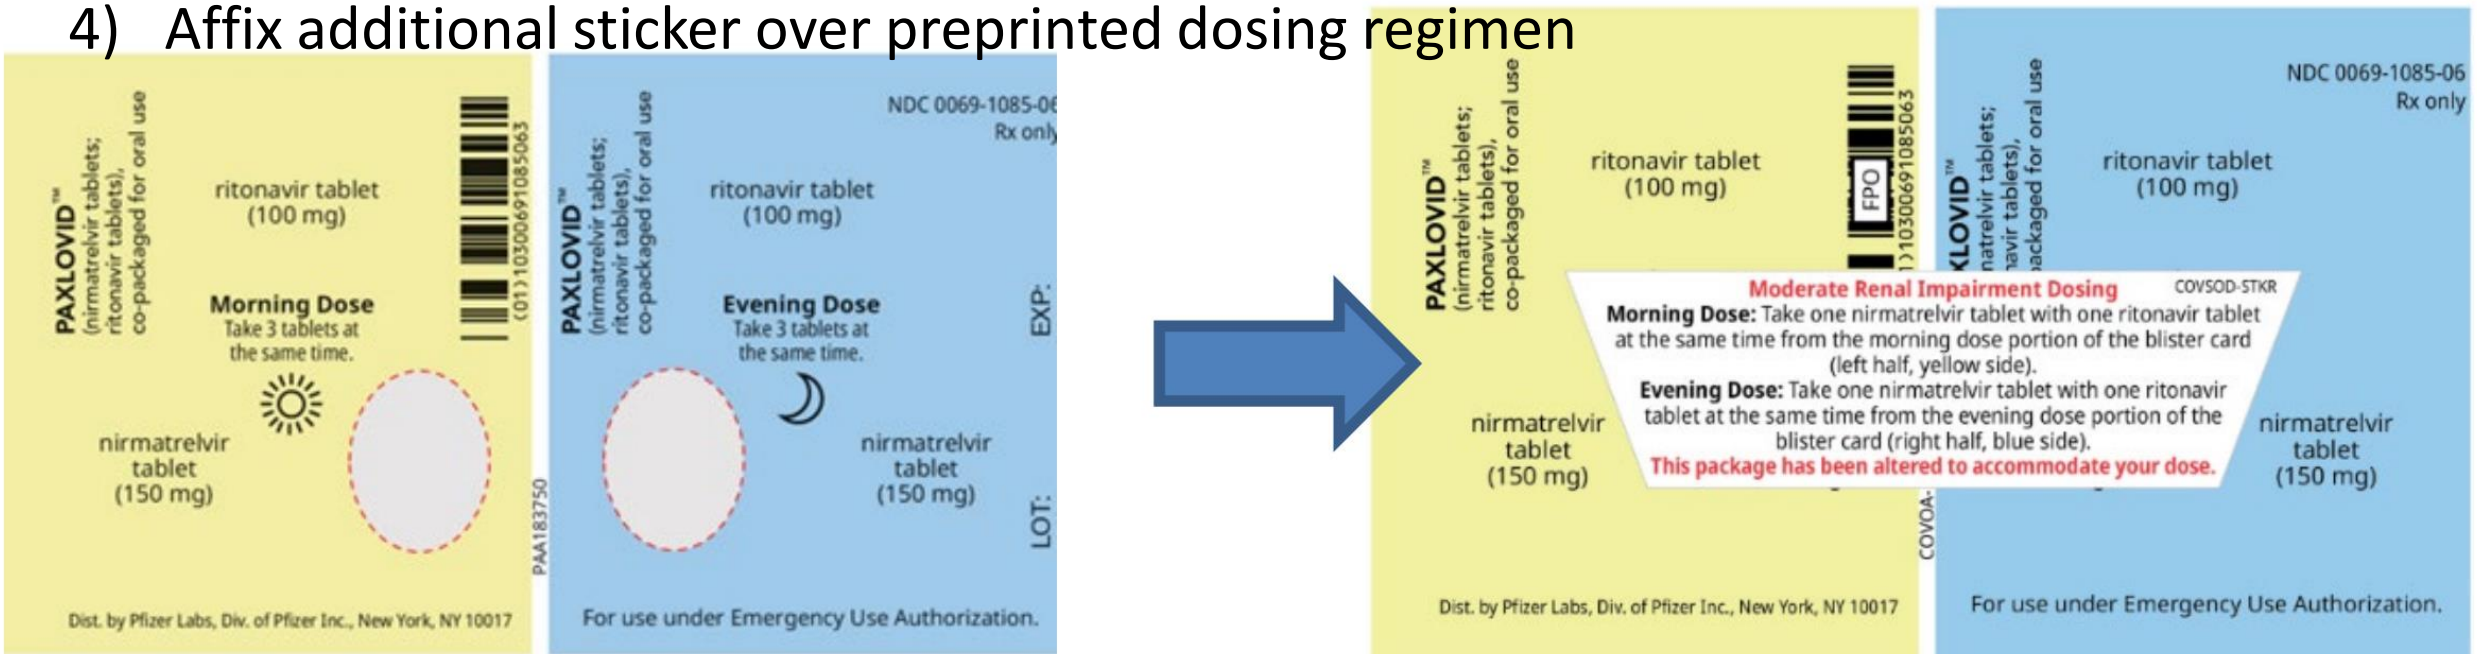 4) Affix additional sticker over preprinted dosing regimen
PAXLOVID™
(nirmatrelvir tablets;
ritonavir tablets),
co-packaged for oral use
ritonavir tablet
(100 mg)
Morning Dose
Take 3 tablets at
the same time.
nirmatrelvir
tablet
(150 mg)
(01)10300691085063
Dist. by Pfizer Labs, Div. of Pfizer Inc., New York, NY 10017
PAA183750
PAXLOVID™
(nirmatrelvir tablets;
ritonavir tablets),
co-packaged for oral use
NDC 0069-1085-06
Rx only
ritonavir tablet
(100 mg)
Evening Dose
Take 3 tablets at
the same time.
nirmatrelvir
tablet
(150 mg)
EXP:
LOT:
For use under Emergency Use Authorization.
PAXLOVID™
(nirmatrelvir tablets;
ritonavir tablets),
co-packaged for oral use
ritonavir tablet
(100 mg)
FPO
)10300691085063
XLOVID™
natrelvir tablets;
navir tablets),
packaged for oral use
NDC 0069-1085-06
Rx only
ritonavir tablet
(100 mg)
Moderate Renal Impairment Dosing
COVSOD-STKR
Morning Dose: Take one nirmatrelvir tablet with one ritonavir tablet
at the same time from the morning dose portion of the blister card
(left half, yellow side).
Evening Dose: Take one nirmatrelvir tablet with one ritonavir
tablet at the same time from the evening dose portion of the
blister card (right half, blue side).
This package has been altered to accommodate your dose.
nirmatrelvir
tablet
(150 mg)
nirmatrelvir
tablet
(150 mg)
COVOA-
Dist. by Pfizer Labs, Div. of Pfizer Inc., New York, NY 10017
For use under Emergency Use Authorization.